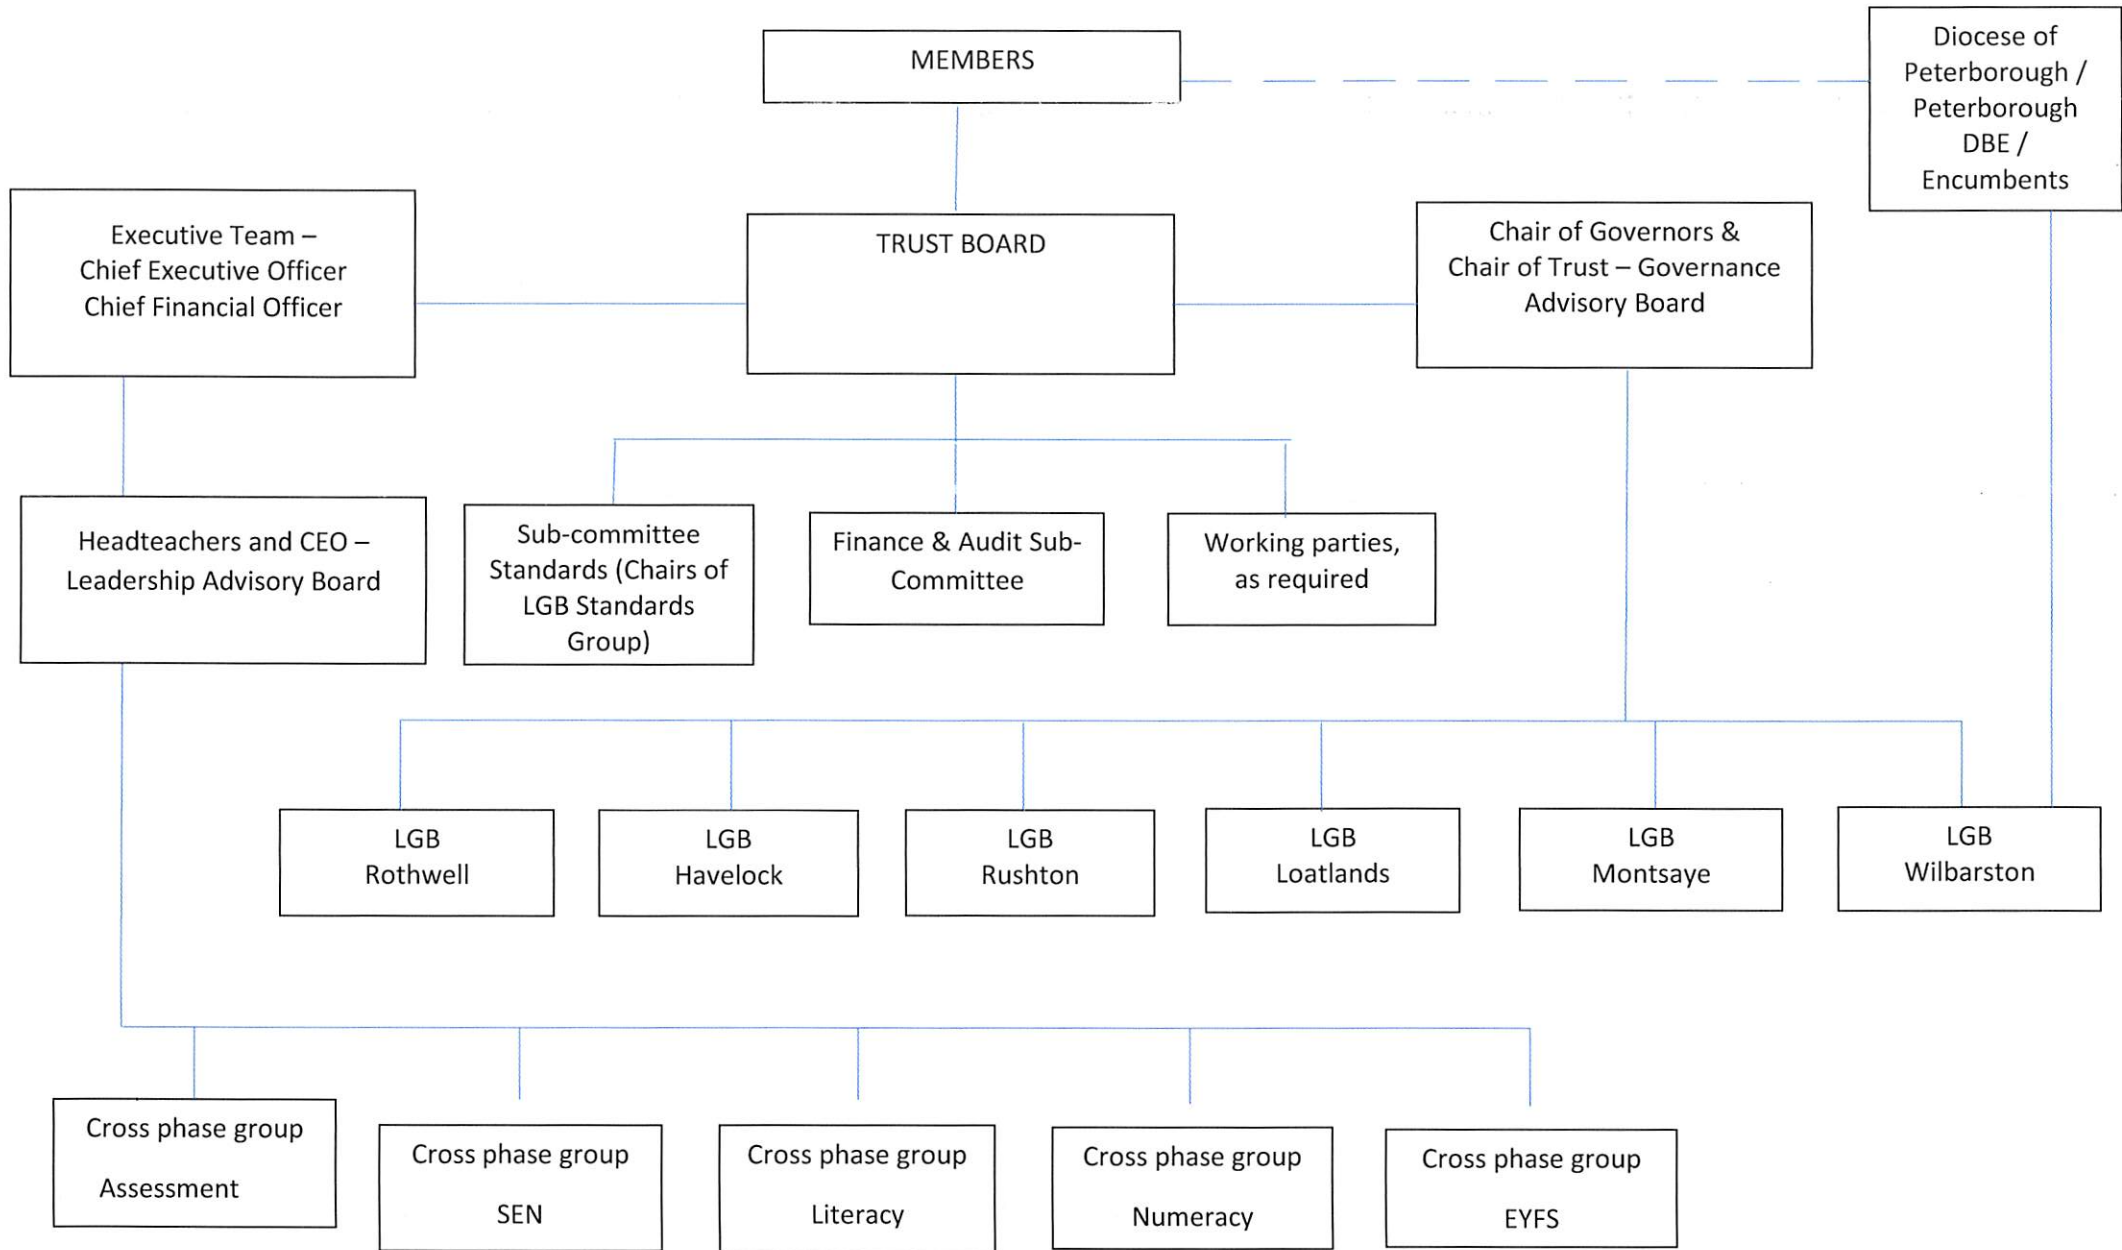 MEMBERS
Diocese of
Peterborough /
Peterborough
DBE /
Encumbents
Executive Team –
Chief Executive Officer
Chief Financial Officer
TRUST BOARD
Chair of Governors &
Chair of Trust – Governance
Advisory Board
Headteachers and CEO –
Leadership Advisory Board
Sub-committee
Standards (Chairs of
LGB Standards
Group)
Finance & Audit Sub-
Committee
Working parties,
as required
LGB
Rothwell
LGB
Havelock
LGB
Rushton
LGB
Loatlands
LGB
Montsaye
LGB
Wilbarston
Cross phase group
Assessment
Cross phase group
SEN
Cross phase group
Literacy
Cross phase group
Numeracy
Cross phase group
EYFS